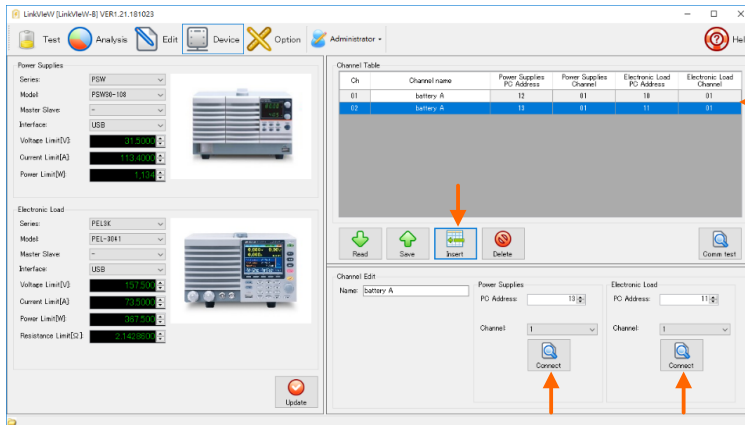 LinkVIeW [LinkVIeW-B] VER1.21.181023
Test Analysis Edit Device Option Administrator Hel
Power Supplies
Series: PSW
Model: PSW30-108
Master Slave: -
Interface: USB
Voltage Limit[V]: 31.5000
Current Limit[A]: 113.4000
Power Limit[W]: 1,134
Electronic Load
Series: PEL3K
Model: PEL-3041
Master Slave: -
Interface: USB
Voltage Limit[V]: 157.500
Current Limit[A]: 73.5000
Power Limit[W]: 367.500
Resistance Limit[Ω]: 2.1428600
Update
Channel Table
Ch Channel name Power Supplies PC Address Power Supplies Channel Electronic Load PC Address Electronic Load Channel
01 battery A 12 01 10 01
02 battery A 13 01 11 01
Read Save Insert Delete Comm test
Channel Edit
Name: battery A
Power Supplies
PC Address: 13
Channel: 1
Connect
Electronic Load
PC Address: 11
Channel: 1
Connect